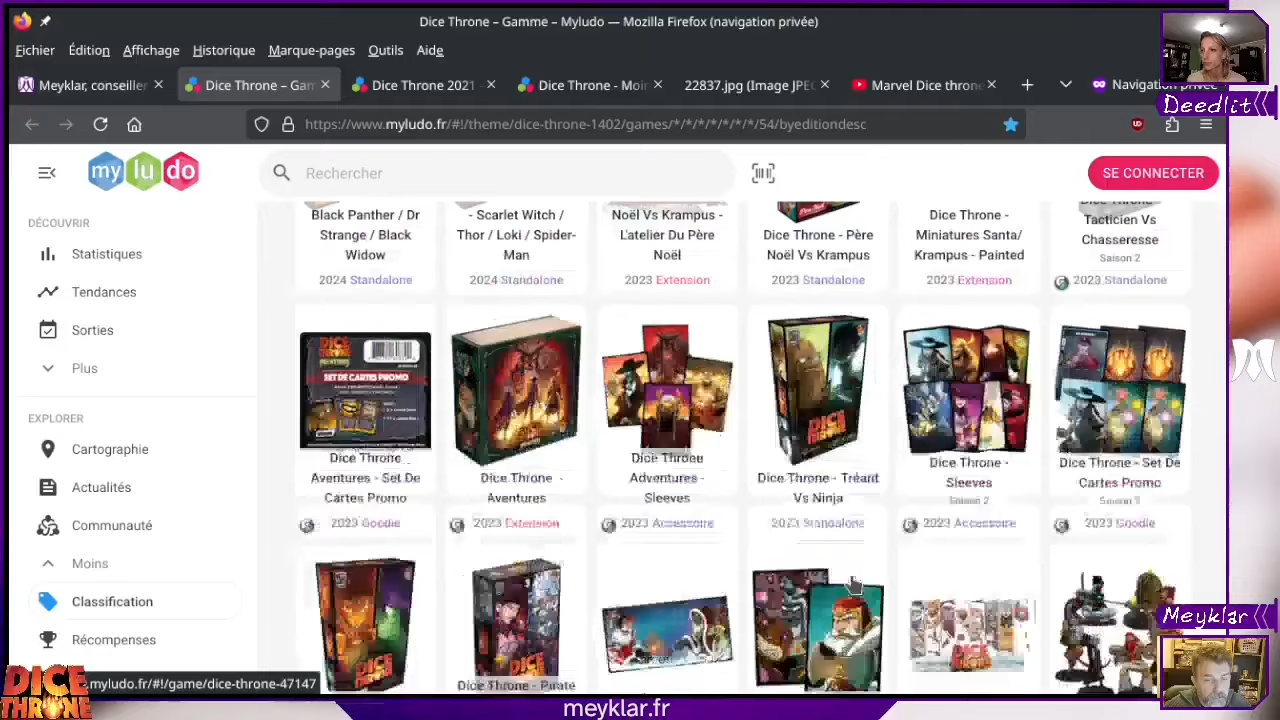 Dice Throne – Gamme – Myludo — Mozilla Firefox (navigation privée)
Fichier Édition Affichage Historique Marque-pages Outils Aide
Meyklar, conseiller Dice Throne – Gam Dice Throne 2021 Dice Throne - Moi 22837.jpg (Image JPEG Marvel Dice throne Navigation privée
Deedlit
https://www.myludo.fr/#!/theme/dice-throne-1402/games/*/*/*/*/*/*/*/54/byeditiondesc
my lu do
Rechercher
SE CONNECTER
DÉCOUVRIR
Statistiques
Tendances
Sorties
Plus
EXPLORER
Cartographie
Actualités
Communauté
Moins
Classification
Récompenses
Black Panther / Dr
Strange / Black
Widow
2024 Standalone
- Scarlet Witch /
Thor / Loki / Spider-
Man
2024 Standalone
Noël Vs Krampus -
L'atelier Du Père
Noël
2023 Extension
Dice Throne - Père
Noël Vs Krampus
2023 Standalone
Dice Throne -
Miniatures Santa/
Krampus - Painted
2023 Extension
Dice Throne -
Tacticien Vs
Chasseresse
Saison 2
2023 Standalone
SET DE CARTES PROMO
Dice Throne
Aventures - Set De
Cartes Promo
2023 Goodie
Dice Throne -
Aventures
2023 Extension
Dice Throne
Adventures -
Sleeves
2023 Accessoire
Dice Throne - Treant
Vs Ninja
2023 Standalone
Dice Throne -
Sleeves
Saison 2
2023 Accessoire
Dice Throne - Set De
Cartes Promo
2023 Goodie
Dice Throne - Pirate
Meyklar
myludo.fr/#!/game/dice-throne-47147
DICE
THRONE
meyklar.fr